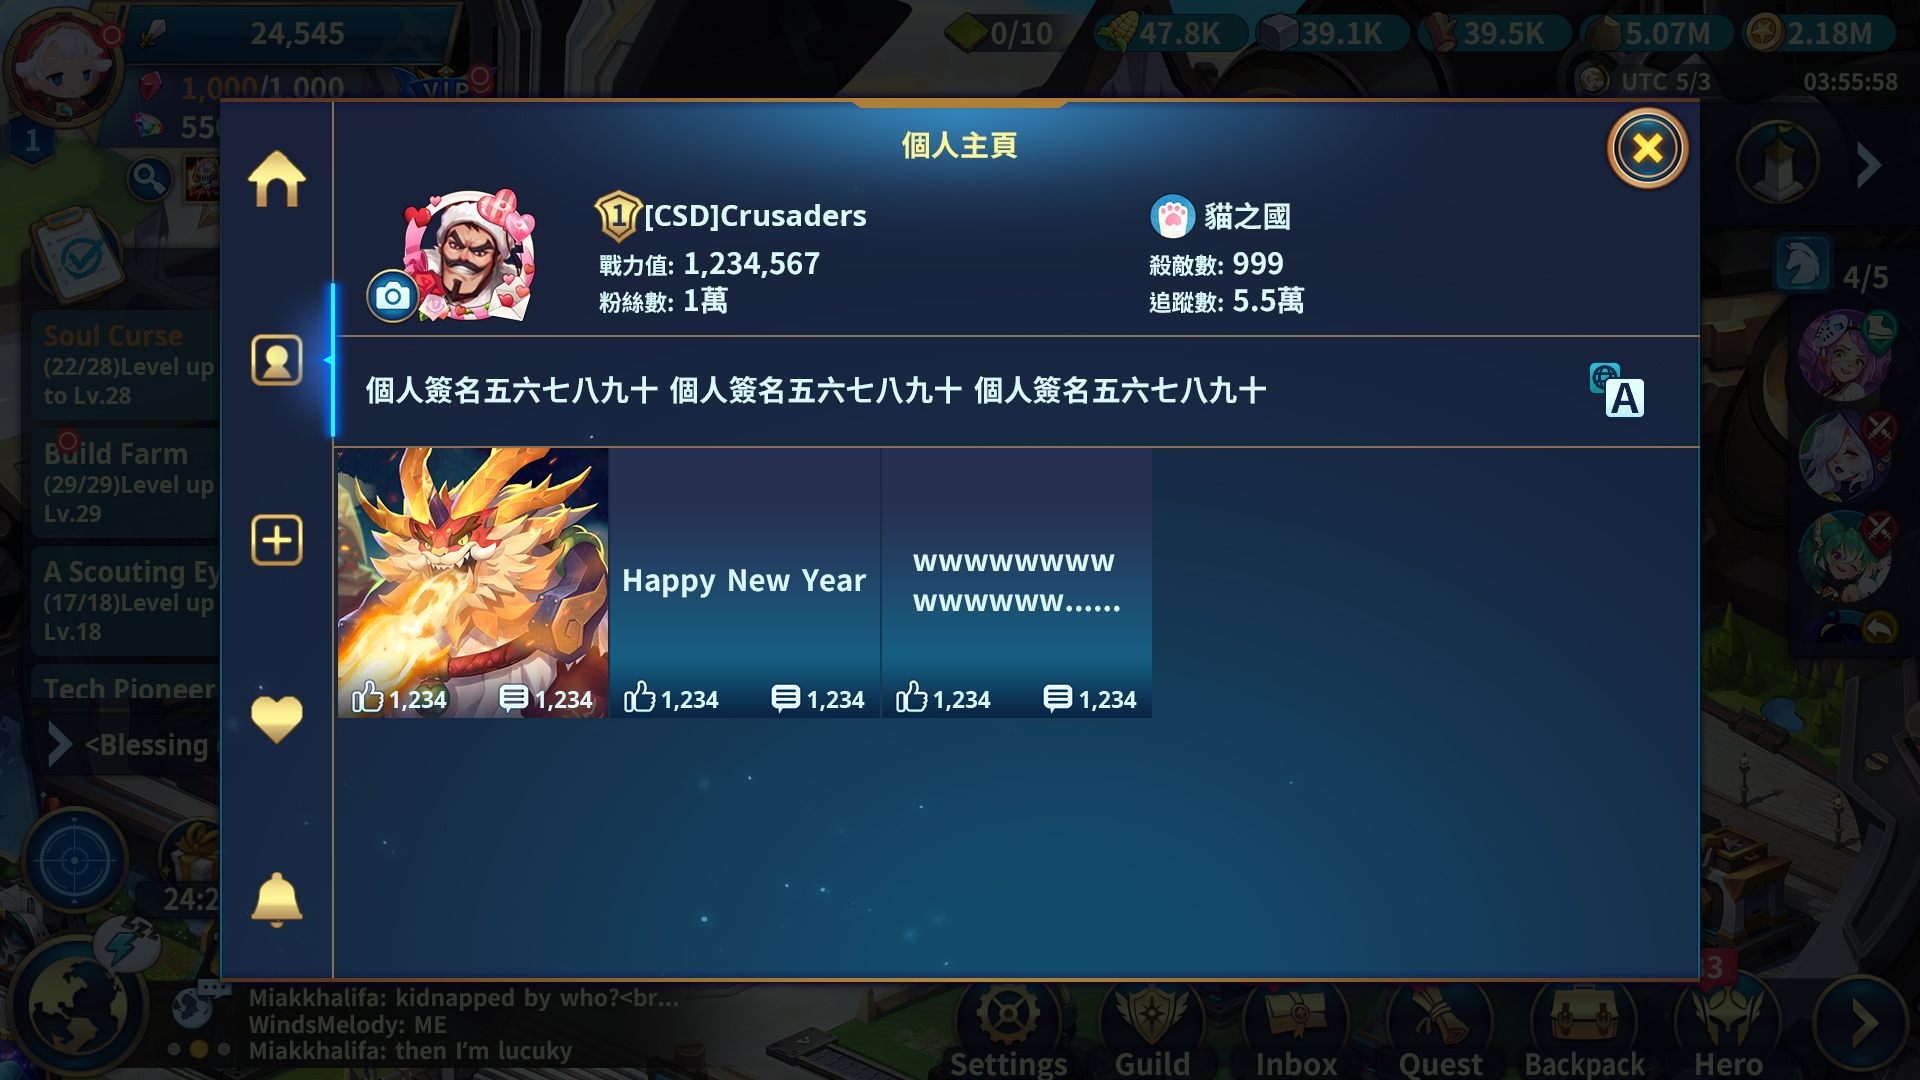 24,545
0/10
47.8K
39.1K
39.5K
5.07M
2.18M
1,000/1,000
VIP
UTC 5/3
03:55:58
1
個人主頁
1
[CSD]Crusaders
貓之國
戰力值: 1,234,567
殺敵數: 999
粉絲數: 1萬
追蹤數: 5.5萬
4/5
個人簽名五六七八九十 個人簽名五六七八九十 個人簽名五六七八九十
A
Soul Curse
(22/28)Level up
to Lv.28
Build Farm
(29/29)Level up
Lv.29
A Scouting Ey
(17/18)Level up
Lv.18
Tech Pioneer
<Blessing
Happy New Year
wwwwwwww
wwwwww......
1,234
1,234
1,234
1,234
1,234
1,234
24:2
Miakkhalifa: kidnapped by who?<br...
WindsMelody: ME
Miakkhalifa: then I'm lucuky
Settings
Guild
Inbox
Quest
Backpack
Hero